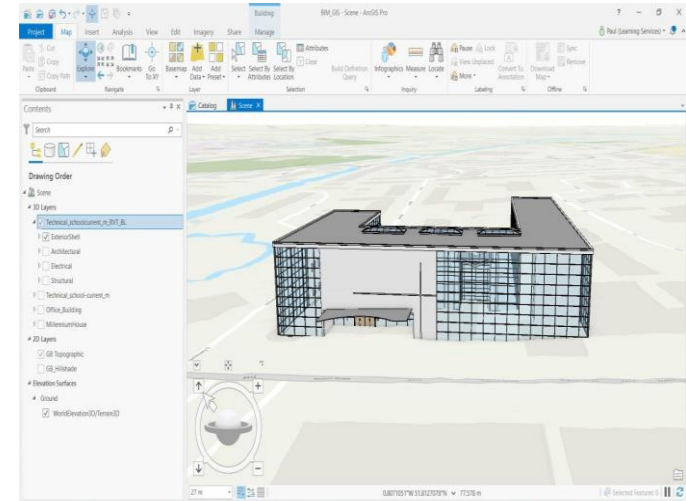 Building
BIM_GIS - Scene - ArcGIS Pro
? – X
Project Map Insert Analysis View Edit Imagery Share Manage
Paul (Learning Services)
Paste
Cut
Copy
Copy Path
Explore
Bookmarks
Go To XY
Basemap
Add Data
Add Preset
Select
Select By Attributes
Select By Location
Attributes
Clear
Build Definition Query
Infographics
Measure
Locate
Pause
Lock
View Unplaced
More
Convert To Annotation
Download Map
Sync
Remove
Clipboard Navigate Layer Selection Inquiry Labeling Offline
Contents
Catalog Scene
Search
Drawing Order
Scene
3D Layers
Technical_schoolcurrent_m_RVT_BL
ExteriorShell
Architectural
Electrical
Structural
Technical_school-current_m
Office_Building
MillenniumHouse
2D Layers
GB Topographic
GB_Hillshade
Elevation Surfaces
Ground
WorldElevation3D/Terrain3D
27 m
77.578 m
Selected Features: 0